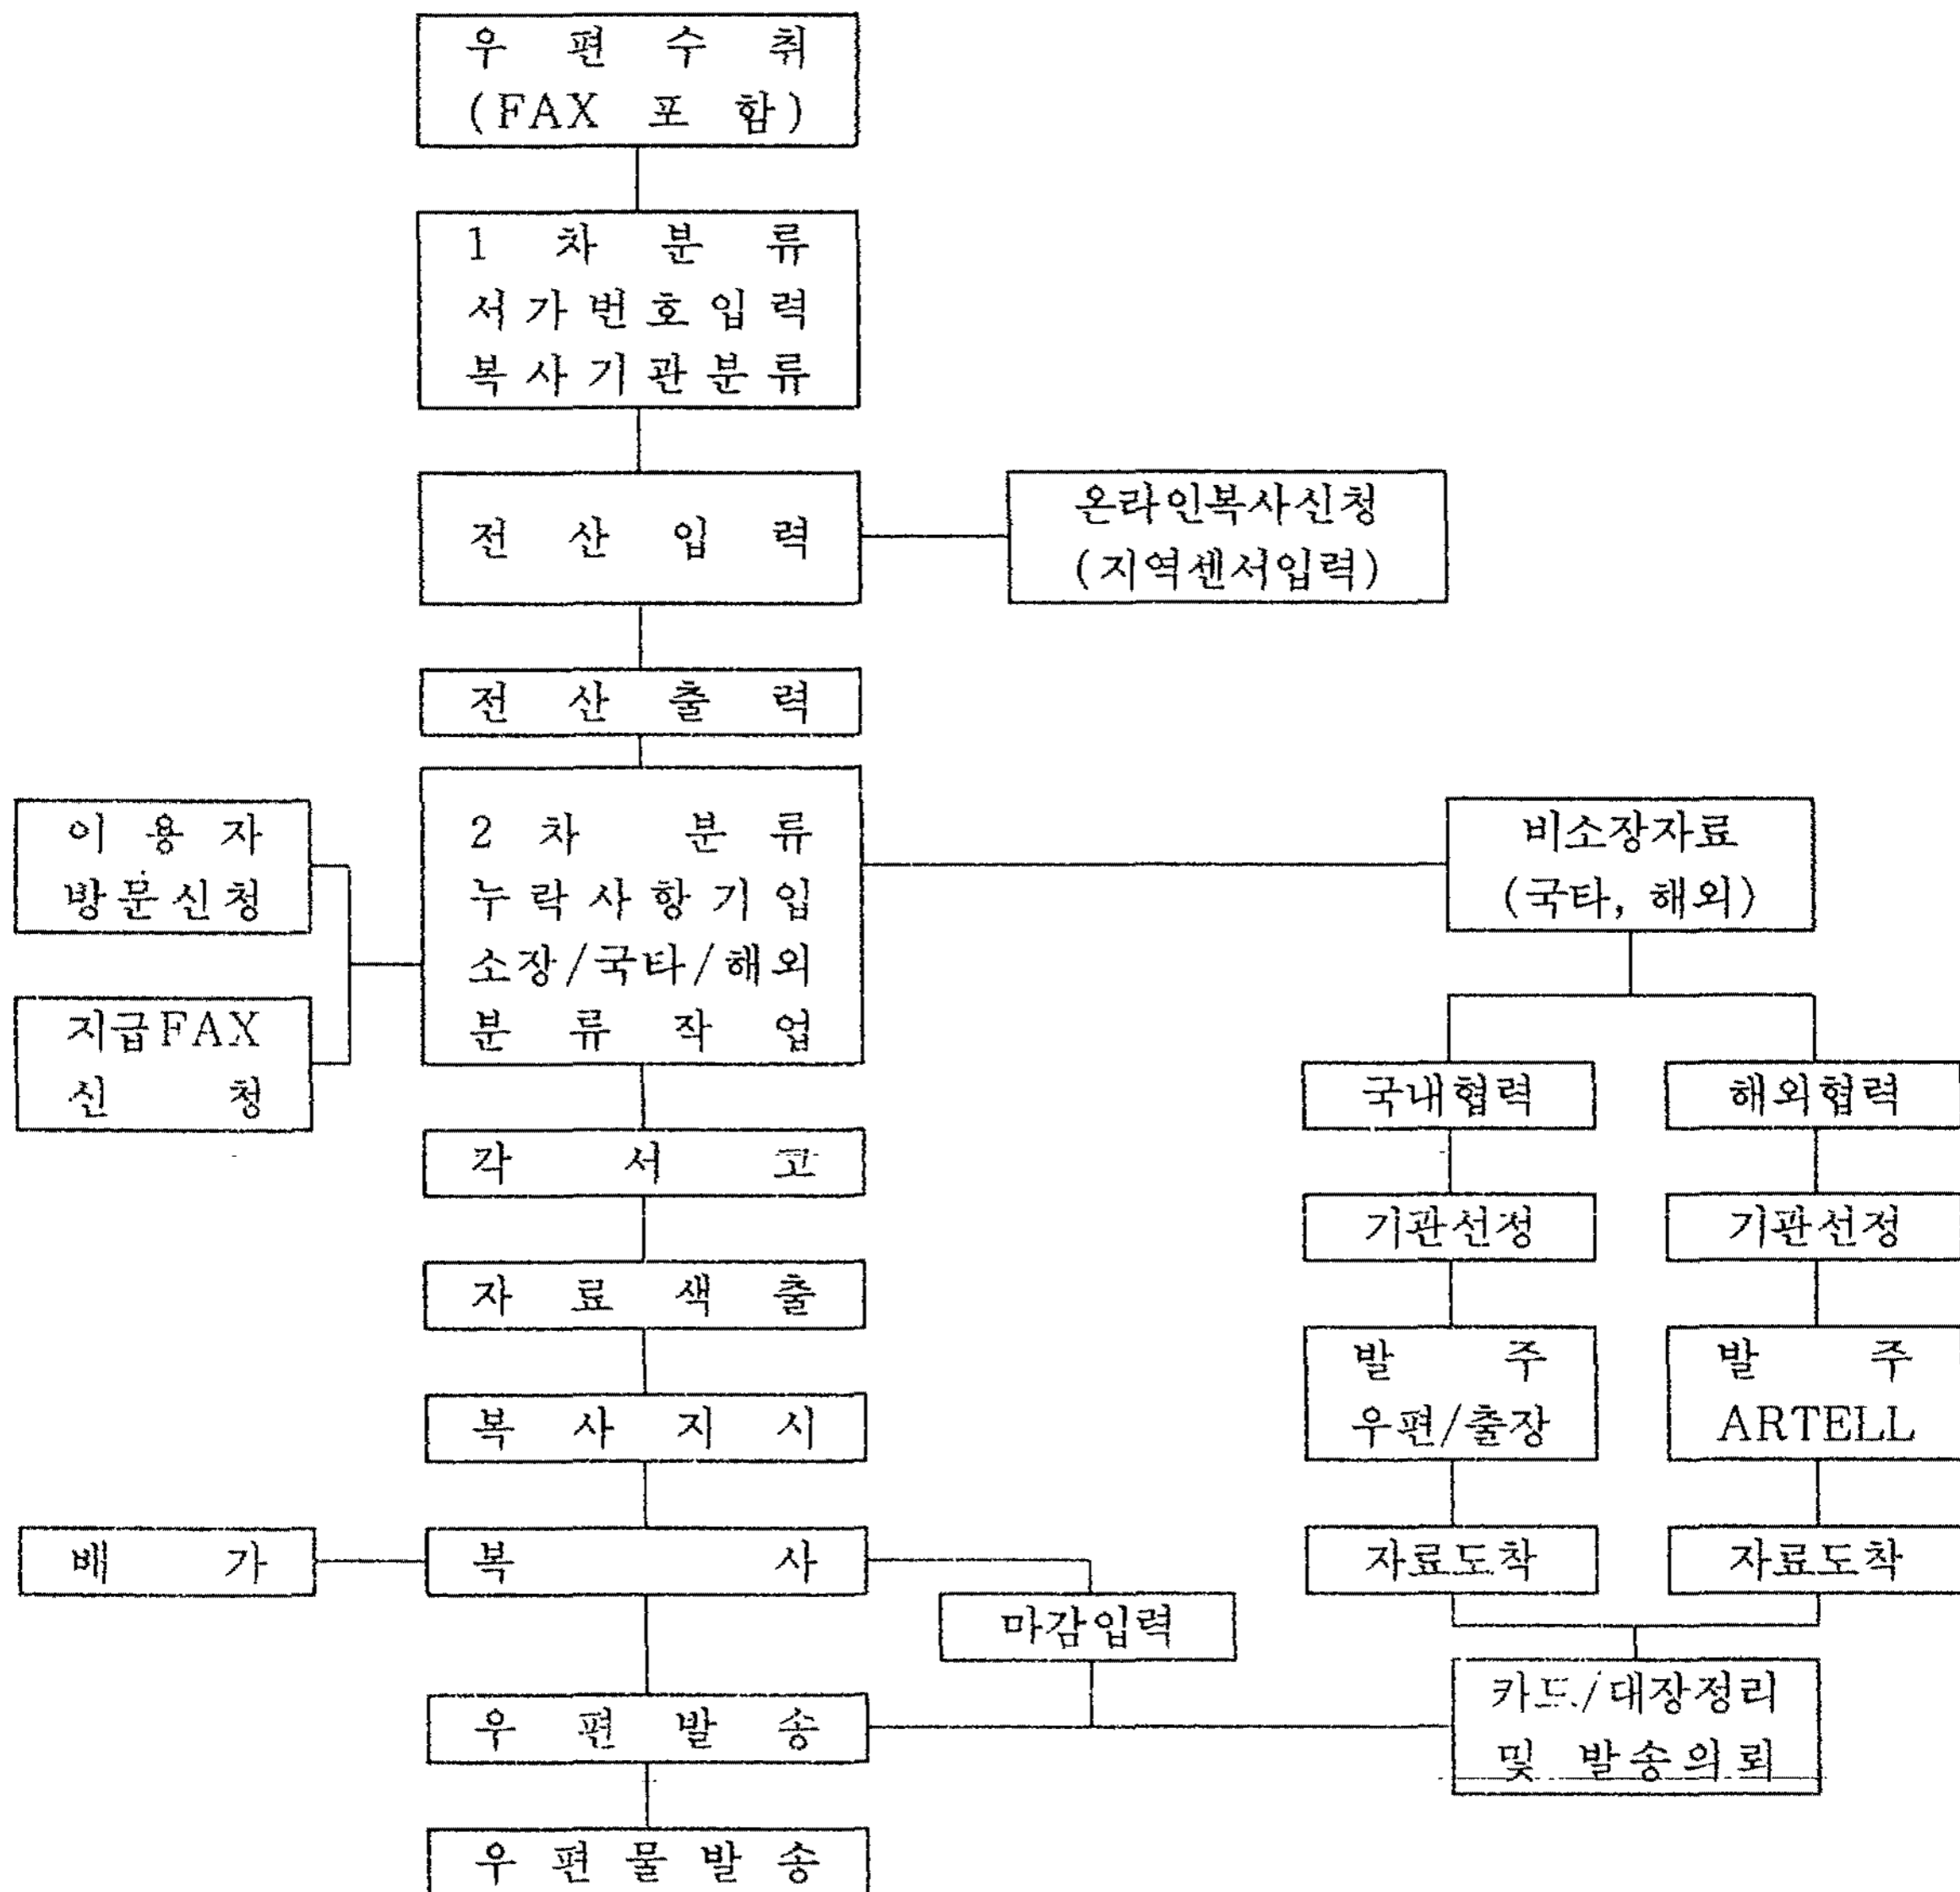 우 편 수 취
(FAX 포 함)
1 차 분 류
서 가 번 호 입 력
복 사 기 관 분 류
전 산 입 력
온라인복사신청
(지역센서입력)
전 산 출 력
이 용 자
방 문 신 청
지급FAX
신 청
2 차 분 류
누 락 사 항 기 입
소장/국타/해외
분 류 작 업
비소장자료
(국타, 해외)
국내협력
해외협력
각 서 고
기관선정
기관선정
자 료 색 출
발 주
우편/출장
발 주
ARTELL
복 사 지 시
배 가
복 사
자료도착
자료도착
마감입력
우 편 발 송
카드/대장정리
및 발송의뢰
우 편 물 발 송